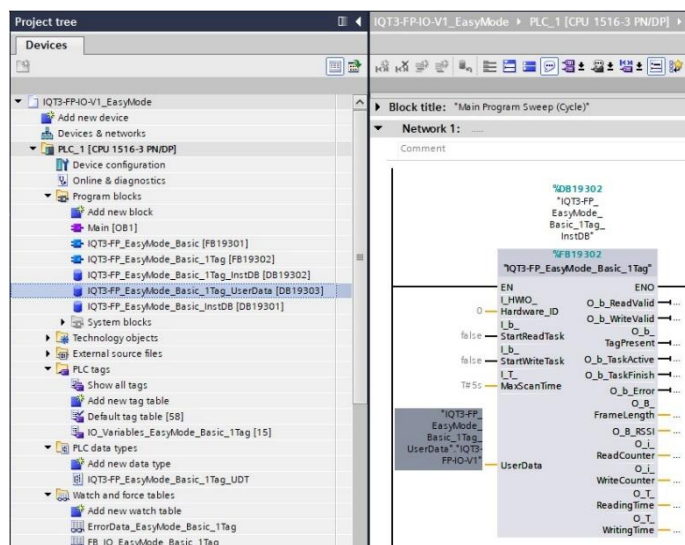 Project tree
Devices
IQT3-FP-IO-V1_EasyMode
Add new device
Devices & networks
PLC_1 [CPU 1516-3 PN/DP]
Device configuration
Online & diagnostics
Program blocks
Add new block
Main [OB1]
IQT3-FP_EasyMode_Basic [FB19301]
IQT3-FP_EasyMode_Basic_1Tag [FB19302]
IQT3-FP_EasyMode_Basic_1Tag_InstDB [DB19302]
IQT3-FP_EasyMode_Basic_1Tag_UserData [DB19303]
IQT3-FP_EasyMode_Basic_InstDB [DB19301]
System blocks
Technology objects
External source files
PLC tags
Show all tags
Add new tag table
Default tag table [58]
IO_Variables_EasyMode_Basic_1Tag [15]
PLC data types
Add new data type
IQT3-FP_EasyMode_Basic_1Tag_UDT
Watch and force tables
Add new watch table
ErrorData_EasyMode_Basic_1Tag
FB_IO_EasyMode_Basic_1Tag
IQT3-FP-IO-V1_EasyMode PLC_1 [CPU 1516-3 PN/DP]
Block title: "Main Program Sweep (Cycle)"
Network 1: ......
Comment
%DB19302
"IQT3-FP_
EasyMode_
Basic_1Tag_
InstDB"
%FB19302
"IQT3-FP_EasyMode_Basic_1Tag"
EN ENO
I_HWIO_
0 Hardware_ID
I_b_
false StartReadTask
I_b_
false StartWriteTask
I_T_
T#5s MaxScanTime
"IQT3-FP_
EasyMode_
Basic_1Tag_
UserData"."IQT3-
FP-IO-V1" UserData
O_b_ReadValid ...
O_b_WriteValid ...
O_b_
TagPresent ...
O_b_TaskActive ...
O_b_TaskFinish ...
O_b_Error ...
O_B_
FrameLength ...
O_B_RSSI ...
O_i_
ReadCounter ...
O_i_
WriteCounter ...
O_T_
ReadingTime ...
O_T_
WritingTime ...